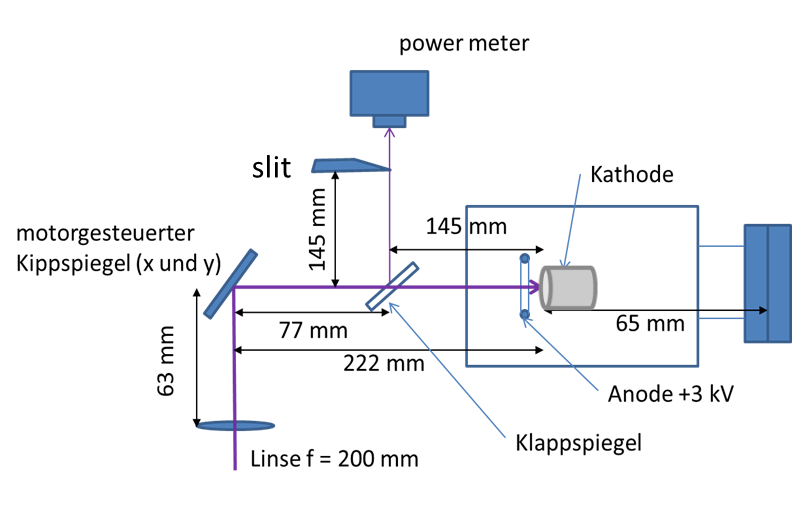 power meter
slit
Kathode
145 mm
145 mm
motorgesteuerter
Kippspiegel (x und y)
77 mm
65 mm
63 mm
222 mm
Anode +3 kV
Klappspiegel
Linse f = 200 mm